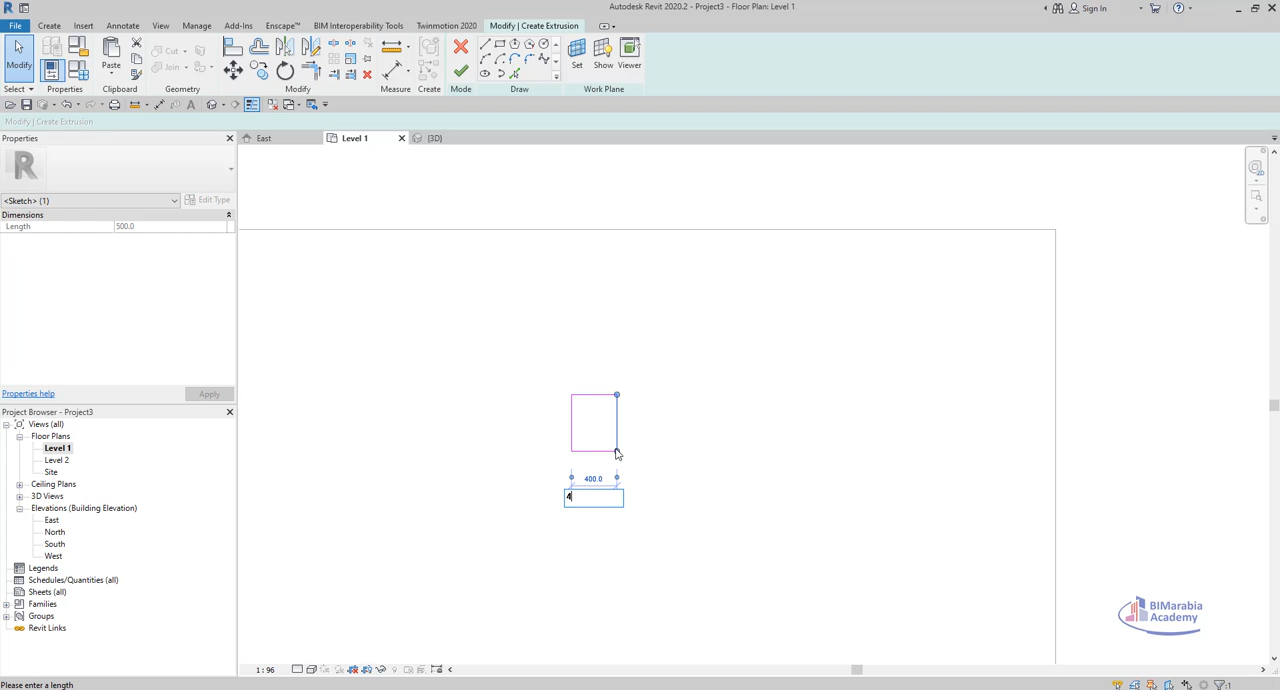 Autodesk Revit 2020.2 - Project3 - Floor Plan: Level 1
Sign In
File
Create
Insert
Annotate
View
Manage
Add-Ins
Enscape™
BIM Interoperability Tools
Twinmotion 2020
Modify | Create Extrusion
Modify
Paste
Cut
Join
Set
Show
Viewer
Select
Properties
Clipboard
Geometry
Modify
Measure
Create
Mode
Draw
Work Plane
Modify | Create Extrusion
Properties
East
Level 1
{3D}
<Sketch> (1)
Edit Type
Dimensions
Length
500.0
Properties help
Apply
Project Browser - Project3
Views (all)
Floor Plans
Level 1
Level 2
Site
Ceiling Plans
3D Views
Elevations (Building Elevation)
East
North
South
West
Legends
Schedules/Quantities (all)
Sheets (all)
Families
Groups
Revit Links
400.0
4
BIMarabia
Academy
1 : 96
Please enter a length
:1